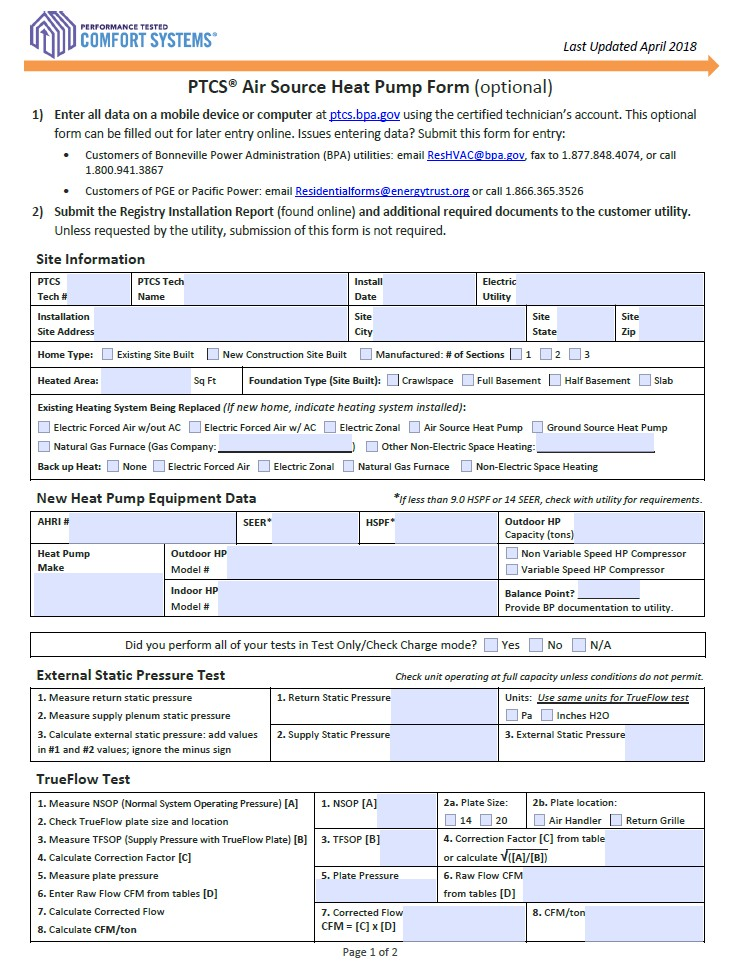 PERFORMANCE TESTED
COMFORT SYSTEMS®
Last Updated April 2018
PTCS® Air Source Heat Pump Form (optional)
1) Enter all data on a mobile device or computer at ptcs.bpa.gov using the certified technician's account. This optional
form can be filled out for later entry online. Issues entering data? Submit this form for entry:
• Customers of Bonneville Power Administration (BPA) utilities: email ResHVAC@bpa.gov, fax to 1.877.848.4074, or call
1.800.941.3867
• Customers of PGE or Pacific Power: email Residentialforms@energytrust.org or call 1.866.365.3526
2) Submit the Registry Installation Report (found online) and additional required documents to the customer utility.
Unless requested by the utility, submission of this form is not required.
Site Information
PTCS
Tech #
PTCS Tech
Name
Install
Date
Electric
Utility
Installation
Site Address
Site
City
Site
State
Site
Zip
Home Type: Existing Site Built New Construction Site Built Manufactured: # of Sections 1 2 3
Heated Area: Sq Ft Foundation Type (Site Built): Crawlspace Full Basement Half Basement Slab
Existing Heating System Being Replaced (If new home, indicate heating system installed):
Electric Forced Air w/out AC Electric Forced Air w/ AC Electric Zonal Air Source Heat Pump Ground Source Heat Pump
Natural Gas Furnace (Gas Company: ) Other Non-Electric Space Heating:
Back up Heat: None Electric Forced Air Electric Zonal Natural Gas Furnace Non-Electric Space Heating
New Heat Pump Equipment Data *If less than 9.0 HSPF or 14 SEER, check with utility for requirements.
AHRI # SEER* HSPF*
Outdoor HP
Capacity (tons)
Heat Pump
Make
Outdoor HP
Model #
Non Variable Speed HP Compressor
Variable Speed HP Compressor
Indoor HP
Model #
Balance Point?
Provide BP documentation to utility.
Did you perform all of your tests in Test Only/Check Charge mode? Yes No N/A
External Static Pressure Test Check unit operating at full capacity unless conditions do not permit.
1. Measure return static pressure
2. Measure supply plenum static pressure
3. Calculate external static pressure: add values
in #1 and #2 values; ignore the minus sign
1. Return Static Pressure
Units: Use same units for TrueFlow test
Pa Inches H2O
2. Supply Static Pressure
3. External Static Pressure
TrueFlow Test
1. Measure NSOP (Normal System Operating Pressure) [A]
2. Check TrueFlow plate size and location
3. Measure TFSOP (Supply Pressure with TrueFlow Plate) [B]
4. Calculate Correction Factor [C]
5. Measure plate pressure
6. Enter Raw Flow CFM from tables [D]
7. Calculate Corrected Flow
8. Calculate CFM/ton
1. NSOP [A]
2a. Plate Size:
14 20
2b. Plate location:
Air Handler Return Grille
3. TFSOP [B]
4. Correction Factor [C] from table
or calculate √([A]/[B])
5. Plate Pressure
6. Raw Flow CFM
from tables [D]
7. Corrected Flow
CFM = [C] x [D]
8. CFM/ton
Page 1 of 2